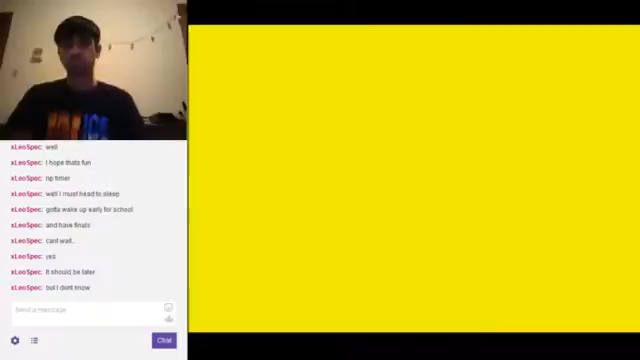 xLeoSpec: well
xLeoSpec: I hope thats fun
xLeoSpec: rip timer
xLeoSpec: well I must head to sleep
xLeoSpec: gotta wake up early for school
xLeoSpec: and have finals
xLeoSpec: cant wait..
xLeoSpec: yes
xLeoSpec: It should be later
xLeoSpec: but I dont know
Send a message
Chat